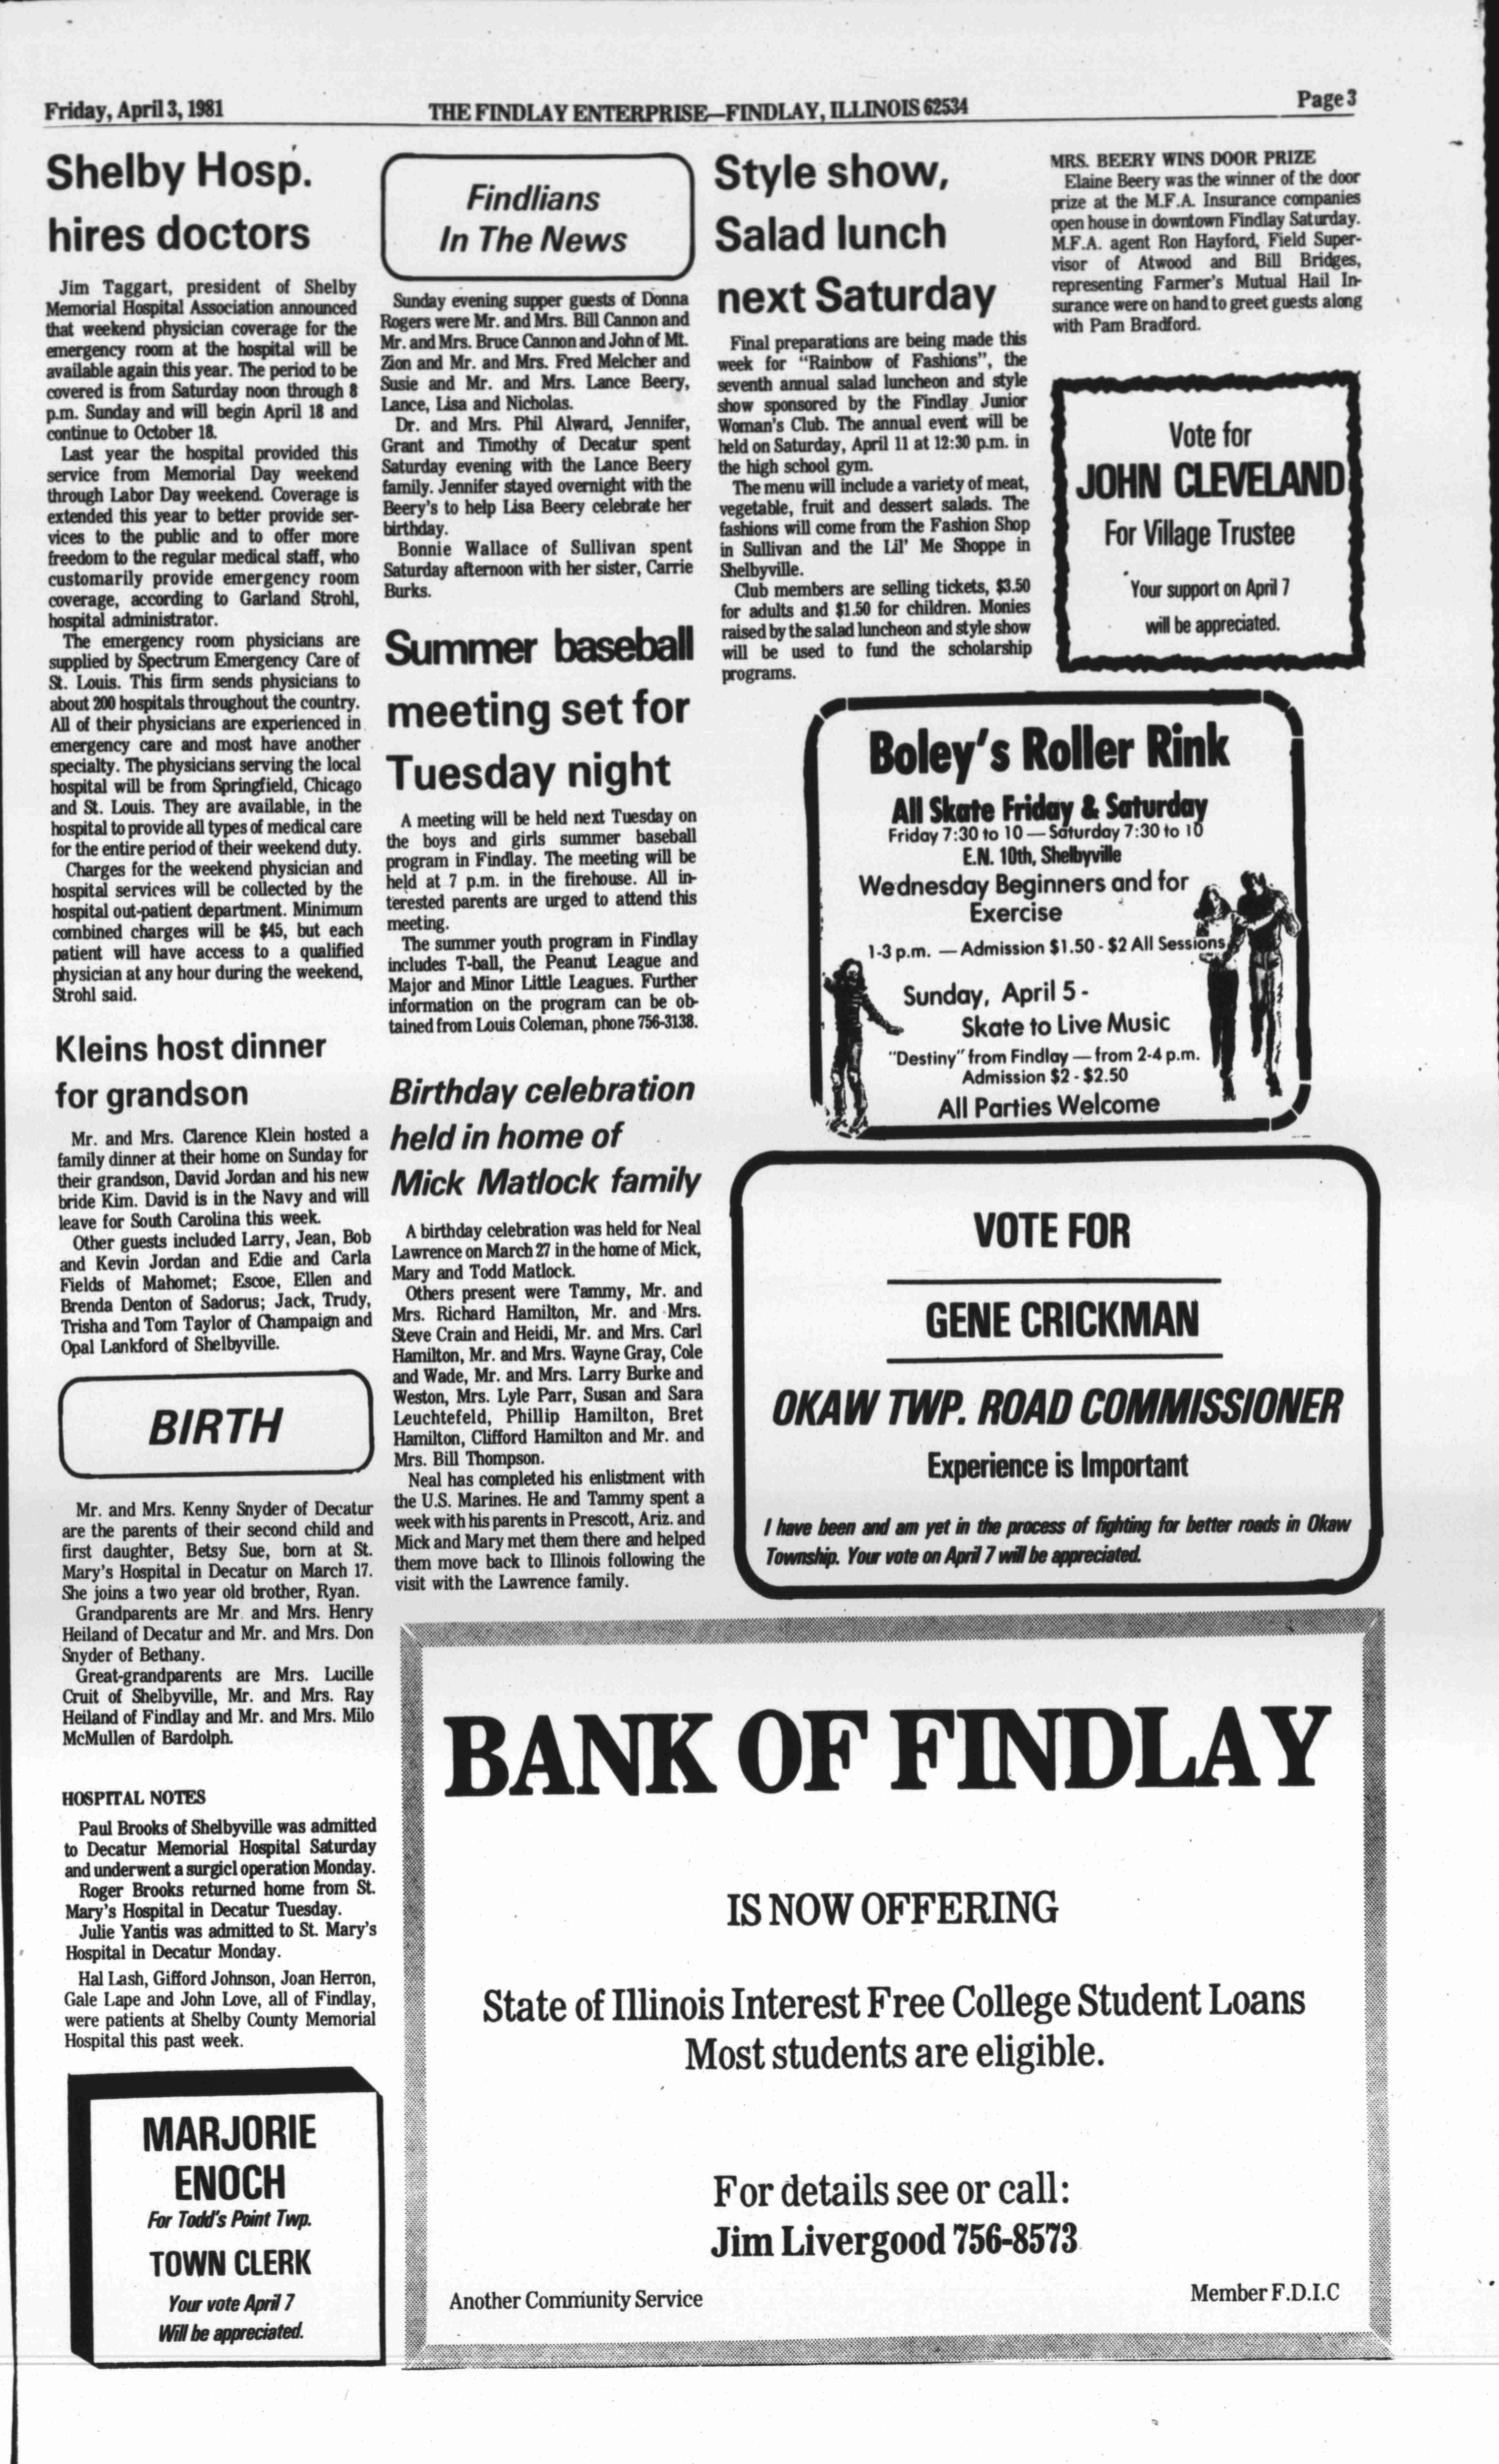 Friday, April 3, 1981
THE FINDLAY ENTERPRISE—FINDLAY, ILLINOIS 62534
Page 3
Shelby Hosp.
hires doctors
Jim Taggart, president of Shelby
Memorial Hospital Association announced
that weekend physician coverage for the
emergency room at the hospital will be
available again this year. The period to be
covered is from Saturday noon through 8
p.m. Sunday and will begin April 18 and
continue to October 18.
Last year the hospital provided this
service from Memorial Day weekend
through Labor Day weekend. Coverage is
extended this year to better provide ser-
vices to the public and to offer more
freedom to the regular medical staff, who
customarily provide emergency room
coverage, according to Garland Strohl,
hospital administrator.
The emergency room physicians are
supplied by Spectrum Emergency Care of
St. Louis. This firm sends physicians to
about 200 hospitals throughout the country.
All of their physicians are experienced in
emergency care and most have another
specialty. The physicians serving the local
hospital will be from Springfield, Chicago
and St. Louis. They are available, in the
hospital to provide all types of medical care
for the entire period of their weekend duty.
Charges for the weekend physician and
hospital services will be collected by the
hospital out-patient department. Minimum
combined charges will be $45, but each
patient will have access to a qualified
physician at any hour during the weekend,
Strohl said.
Kleins host dinner
for grandson
Mr. and Mrs. Clarence Klein hosted a
family dinner at their home on Sunday for
their grandson, David Jordan and his new
bride Kim. David is in the Navy and will
leave for South Carolina this week.
Other guests included Larry, Jean, Bob
and Kevin Jordan and Edie and Carla
Fields of Mahomet; Escoe, Ellen and
Brenda Denton of Sadorus; Jack, Trudy,
Trisha and Tom Taylor of Champaign and
Opal Lankford of Shelbyville.
BIRTH
Mr. and Mrs. Kenny Snyder of Decatur
are the parents of their second child and
first daughter, Betsy Sue, born at St.
Mary's Hospital in Decatur on March 17.
She joins a two year old brother, Ryan.
Grandparents are Mr. and Mrs. Henry
Heiland of Decatur and Mr. and Mrs. Don
Snyder of Bethany.
Great-grandparents are Mrs. Lucille
Cruit of Shelbyville, Mr. and Mrs. Ray
Heiland of Findlay and Mr. and Mrs. Milo
McMullen of Bardolph.
HOSPITAL NOTES
Paul Brooks of Shelbyville was admitted
to Decatur Memorial Hospital Saturday
and underwent a surgicl operation Monday.
Roger Brooks returned home from St.
Mary's Hospital in Decatur Tuesday.
Julie Yantis was admitted to St. Mary's
Hospital in Decatur Monday.
Hal Lash, Gifford Johnson, Joan Herron,
Gale Lape and John Love, all of Findlay,
were patients at Shelby County Memorial
Hospital this past week.
MARJORIE
ENOCH
For Todd's Point Twp.
TOWN CLERK
Your vote April 7
Will be appreciated.
Findlians
In The News
Sunday evening supper guests of Donna
Rogers were Mr. and Mrs. Bill Cannon and
Mr. and Mrs. Bruce Cannon and John of Mt.
Zion and Mr. and Mrs. Fred Melcher and
Susie and Mr. and Mrs. Lance Beery,
Lance, Lisa and Nicholas.
Dr. and Mrs. Phil Alward, Jennifer,
Grant and Timothy of Decatur spent
Saturday evening with the Lance Beery
family. Jennifer stayed overnight with the
Beery's to help Lisa Beery celebrate her
birthday.
Bonnie Wallace of Sullivan spent
Saturday afternoon with her sister, Carrie
Burks.
Summer baseball
meeting set for
Tuesday night
A meeting will be held next Tuesday on
the boys and girls summer baseball
program in Findlay. The meeting will be
held at 7 p.m. in the firehouse. All in-
terested parents are urged to attend this
meeting.
The summer youth program in Findlay
includes T-ball, the Peanut League and
Major and Minor Little Leagues. Further
information on the program can be ob-
tained from Louis Coleman, phone 756-3138.
Birthday celebration
held in home of
Mick Matlock family
A birthday celebration was held for Neal
Lawrence on March 27 in the home of Mick,
Mary and Todd Matlock.
Others present were Tammy, Mr. and
Mrs. Richard Hamilton, Mr. and Mrs.
Steve Crain and Heidi, Mr. and Mrs. Carl
Hamilton, Mr. and Mrs. Wayne Gray, Cole
and Wade, Mr. and Mrs. Larry Burke and
Weston, Mrs. Lyle Parr, Susan and Sara
Leuchtefeld, Phillip Hamilton, Bret
Hamilton, Clifford Hamilton and Mr. and
Mrs. Bill Thompson.
Neal has completed his enlistment with
the U.S. Marines. He and Tammy spent a
week with his parents in Prescott, Ariz. and
Mick and Mary met them there and helped
them move back to Illinois following the
visit with the Lawrence family.
Style show,
Salad lunch
next Saturday
Final preparations are being made this
week for "Rainbow of Fashions", the
seventh annual salad luncheon and style
show sponsored by the Findlay Junior
Woman's Club. The annual event will be
held on Saturday, April 11 at 12:30 p.m. in
the high school gym.
The menu will include a variety of meat,
vegetable, fruit and dessert salads. The
fashions will come from the Fashion Shop
in Sullivan and the Lil' Me Shoppe in
Shelbyville.
Club members are selling tickets, $3.50
for adults and $1.50 for children. Monies
raised by the salad luncheon and style show
will be used to fund the scholarship
programs.
MRS. BEERY WINS DOOR PRIZE
Elaine Beery was the winner of the door
prize at the M.F.A. Insurance companies
open house in downtown Findlay Saturday.
M.F.A. agent Ron Hayford, Field Super-
visor of Atwood and Bill Bridges,
representing Farmer's Mutual Hail In-
surance were on hand to greet guests along
with Pam Bradford.
Vote for
JOHN CLEVELAND
For Village Trustee
Your support on April 7
will be appreciated.
Boley's Roller Rink
All Skate Friday & Saturday
Friday 7:30 to 10 — Saturday 7:30 to 10
E.N. 10th, Shelbyville
Wednesday Beginners and for
Exercise
1-3 p.m. — Admission $1.50 - $2 All Sessions
Sunday, April 5 -
Skate to Live Music
"Destiny" from Findlay — from 2-4 p.m.
Admission $2 - $2.50
All Parties Welcome
VOTE FOR
GENE CRICKMAN
OKAW TWP. ROAD COMMISSIONER
Experience is Important
I have been and am yet in the process of fighting for better roads in Okaw
Township. Your vote on April 7 will be appreciated.
BANK OF FINDLAY
IS NOW OFFERING
State of Illinois Interest Free College Student Loans
Most students are eligible.
For details see or call:
Jim Livergood 756-8573
Another Community Service
Member F.D.I.C